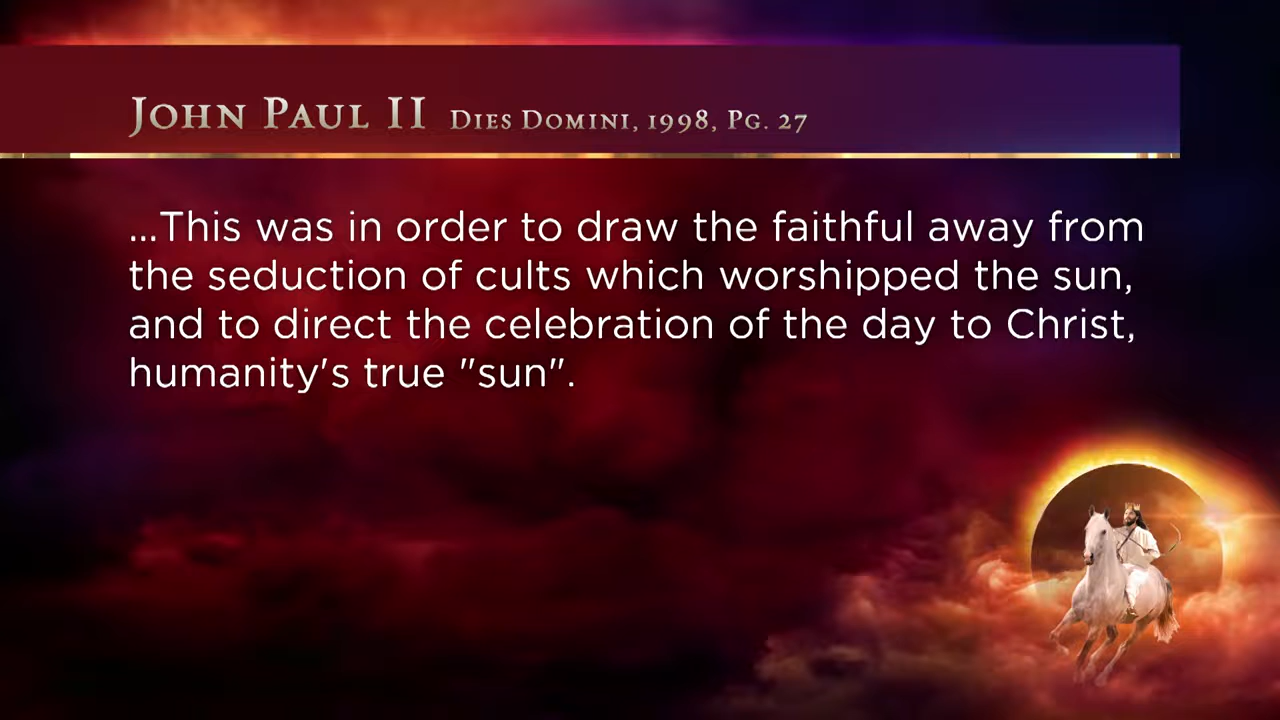 John Paul II Dies Domini, 1998, Pg. 27
...This was in order to draw the faithful away from
the seduction of cults which worshipped the sun,
and to direct the celebration of the day to Christ,
humanity's true "sun".